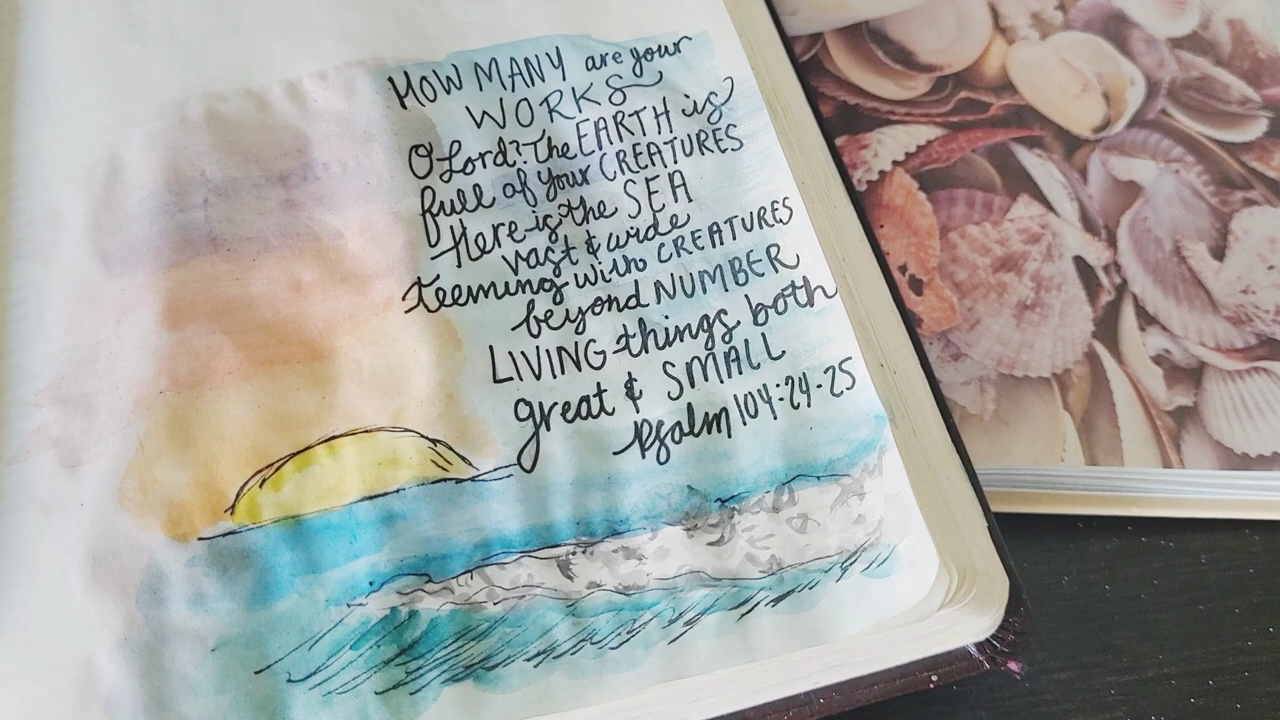 HOW MANY are your
WORKS
O Lord? The EARTH is
full of your CREATURES
Here is the SEA
vast & wide
teeming with CREATURES
beyond NUMBER
LIVING things both
great & SMALL
Psalm 104:24-25